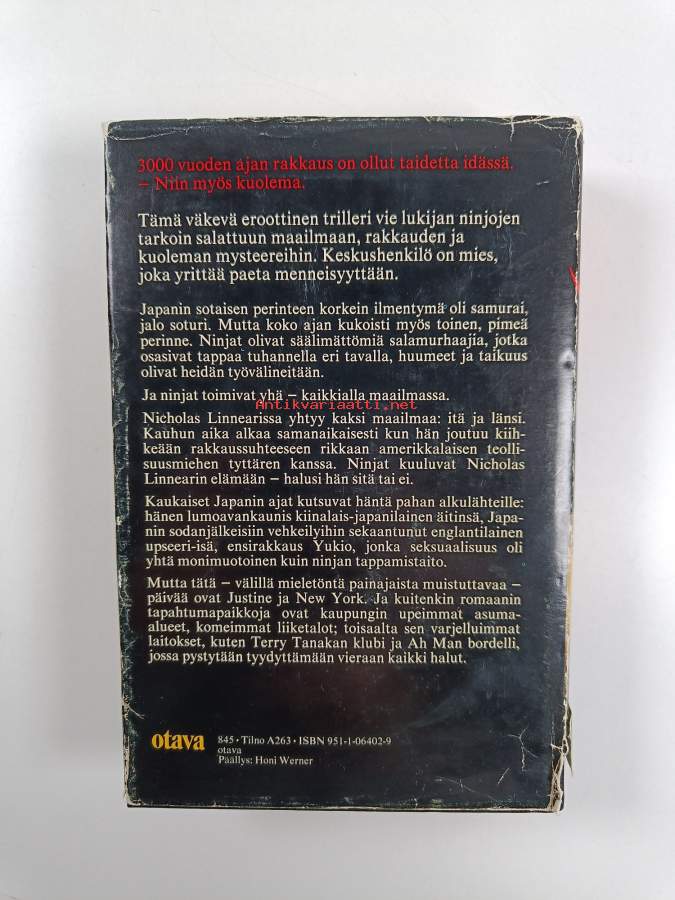 3000 vuoden ajan rakkaus on ollut taidetta idässä.
– Niin myös kuolema.
Tämä väkevä eroottinen trilleri vie lukijan ninjojen
tarkoin salattuun maailmaan, rakkauden ja
kuoleman mysteereihin. Keskushenkilö on mies,
joka yrittää paeta menneisyyttään.
Japanin sotaisen perinteen korkein ilmentymä oli samurai,
jalo soturi. Mutta koko ajan kukoisti myös toinen, pimeä
perinne. Ninjat olivat säälimättömiä salamurhaajia, jotka
osasivat tappaa tuhannella eri tavalla, huumeet ja taikuus
olivat heidän työvälineitään.
Ja ninjat toimivat yhä – kaikkialla maailmassa.
Antikvariaatti.net
Nicholas Linnearissa yhtyy kaksi maailmaa: itä ja länsi.
Kauhun aika alkaa samanaikaisesti kun hän joutuu kiih-
keään rakkaussuhteeseen rikkaan amerikkalaisen teolli-
suusmiehen tyttären kanssa. Ninjat kuuluvat Nicholas
Linnearin elämään – halusi hän sitä tai ei.
Kaukaiset Japanin ajat kutsuvat häntä pahan alkulähteille:
hänen lumoavankaunis kiinalais-japanilainen äitinsä, Japa-
nin sodanjälkeisiin vehkeilyihin sekaantunut englantilainen
upseeri-isä, ensirakkaus Yukio, jonka seksuaalisuus oli
yhtä monimuotoinen kuin ninjan tappamistaito.
Mutta tätä – välillä mieletöntä painajaista muistuttavaa –
päivää ovat Justine ja New York. Ja kuitenkin romaanin
tapahtumapaikkoja ovat kaupungin upeimmat asuma-
alueet, komeimmat liiketalot; toisaalta sen varjelluimmat
laitokset, kuten Terry Tanakan klubi ja Ah Man bordelli,
jossa pystytään tyydyttämään vieraan kaikki halut.
otava
845 · Tilno A263 · ISBN 951-1-06402-9
otava
Päällys: Honi Werner